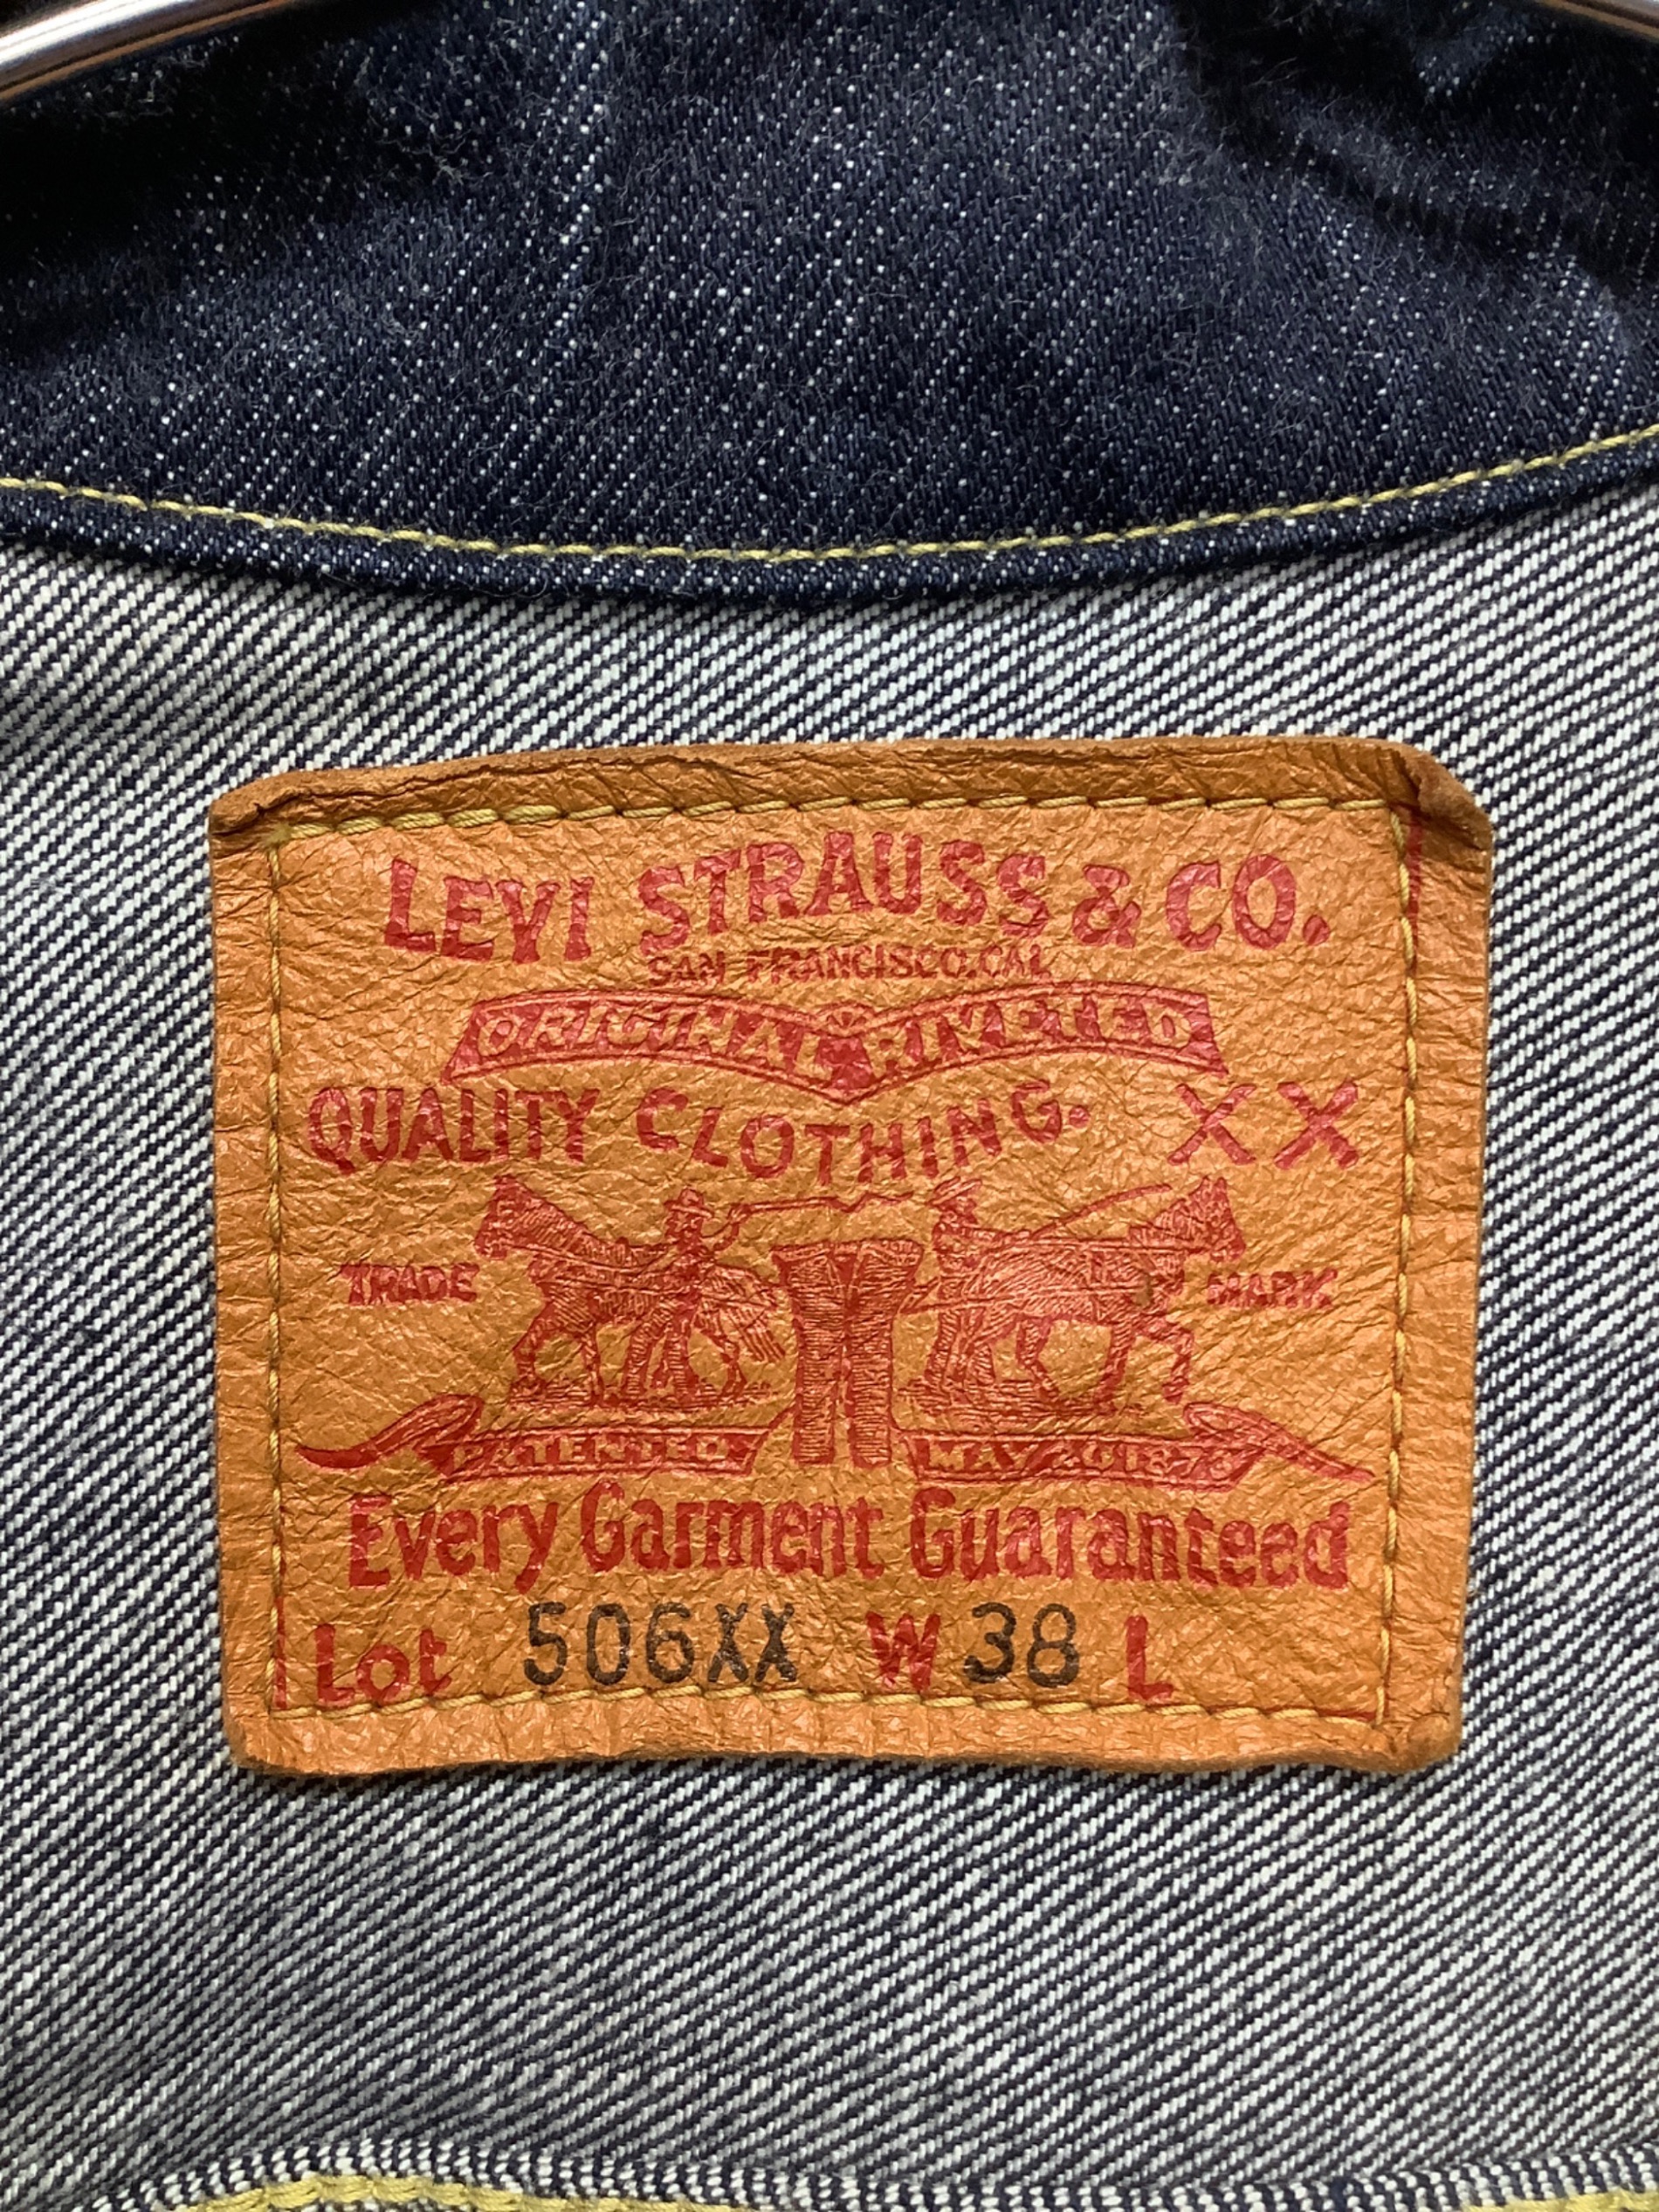 LEVI STRAUSS & CO.
SAN FRANCISCO, CAL
ORIGINAL RIVETED
QUALITY CLOTHING. XX
TRADE MARK
PATENTED MAY 20 1873
Every Garment Guaranteed
Lot 506XX W 38 L